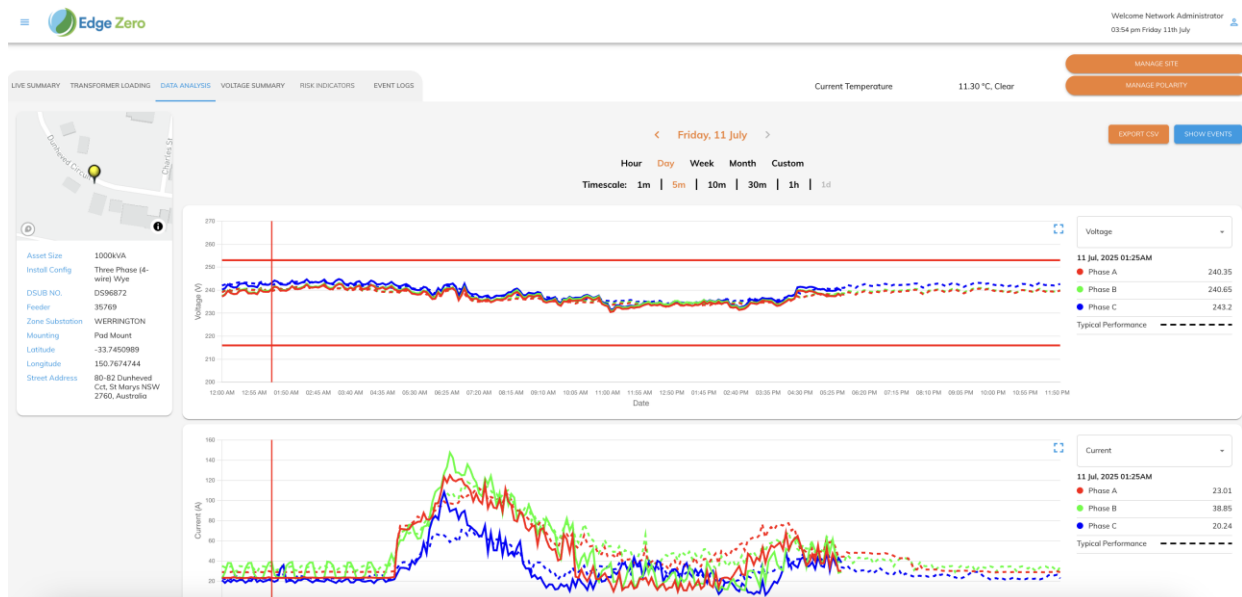 Edge Zero
Welcome Network Administrator
03:54 pm Friday 11th July
MANAGE SITE
MANAGE POLARITY
LIVE SUMMARY TRANSFORMER LOADING DATA ANALYSIS VOLTAGE SUMMARY RISK INDICATORS EVENT LOGS
Current Temperature 11.30 °C, Clear
Friday, 11 July
EXPORT CSV SHOW EVENTS
Hour Day Week Month Custom
Timescale: 1m | 5m | 10m | 30m | 1h | 1d
Dunheved Circuit
Charles St
Asset Size 1000kVA
Install Config Three Phase (4-
wire) Wye
DSUB NO. DS96872
Feeder 35769
Zone Substation WERRINGTON
Mounting Pad Mount
Latitude -33.7450989
Longitude 150.7674744
Street Address 80-82 Dunheved
Cct, St Marys NSW
2760, Australia
270
260
250
240
230
220
210
200
Voltage (V)
12:00 AM 12:55 AM 01:50 AM 02:45 AM 03:40 AM 04:35 AM 05:30 AM 06:25 AM 07:20 AM 08:15 AM 09:10 AM 10:05 AM 11:00 AM 11:55 AM 12:50 PM 01:45 PM 02:40 PM 03:35 PM 04:30 PM 05:25 PM 06:20 PM 07:15 PM 08:10 PM 09:05 PM 10:00 PM 10:55 PM 11:50 PM
Date
Voltage
11 Jul, 2025 01:25AM
Phase A 240.35
Phase B 240.65
Phase C 243.2
Typical Performance
160
140
120
100
80
60
40
20
Current (A)
Current
11 Jul, 2025 01:25AM
Phase A 23.01
Phase B 38.85
Phase C 20.24
Typical Performance